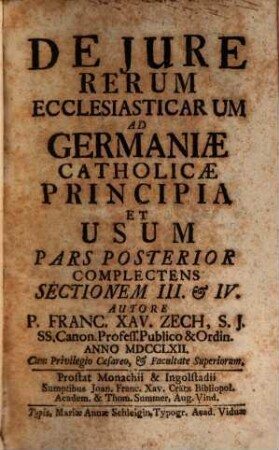 DE JURE
RERUM
ECCLESIASTICARUM
AD
GERMANIÆ
CATHOLICÆ
PRINCIPIA
ET
USUM
PARS POSTERIOR
COMPLECTENS
SECTIONEM III. & IV.
AUTORE
P. FRANC. XAV. ZECH, S. J.
SS. Canon. Profess. Publico & Ordin.
ANNO MDCCLXII.
Cum Privilegio Cæsareo, & Facultate Superiorum.
Prostat Monachii & Ingolstadii
Sumptibus Joan. Franc. Xav. Crätz Bibliopol.
Academ. & Thom. Summer, Aug. Vind.
Typis, Mariæ Annæ Schleigin, Typogr. Acad. Viduæ